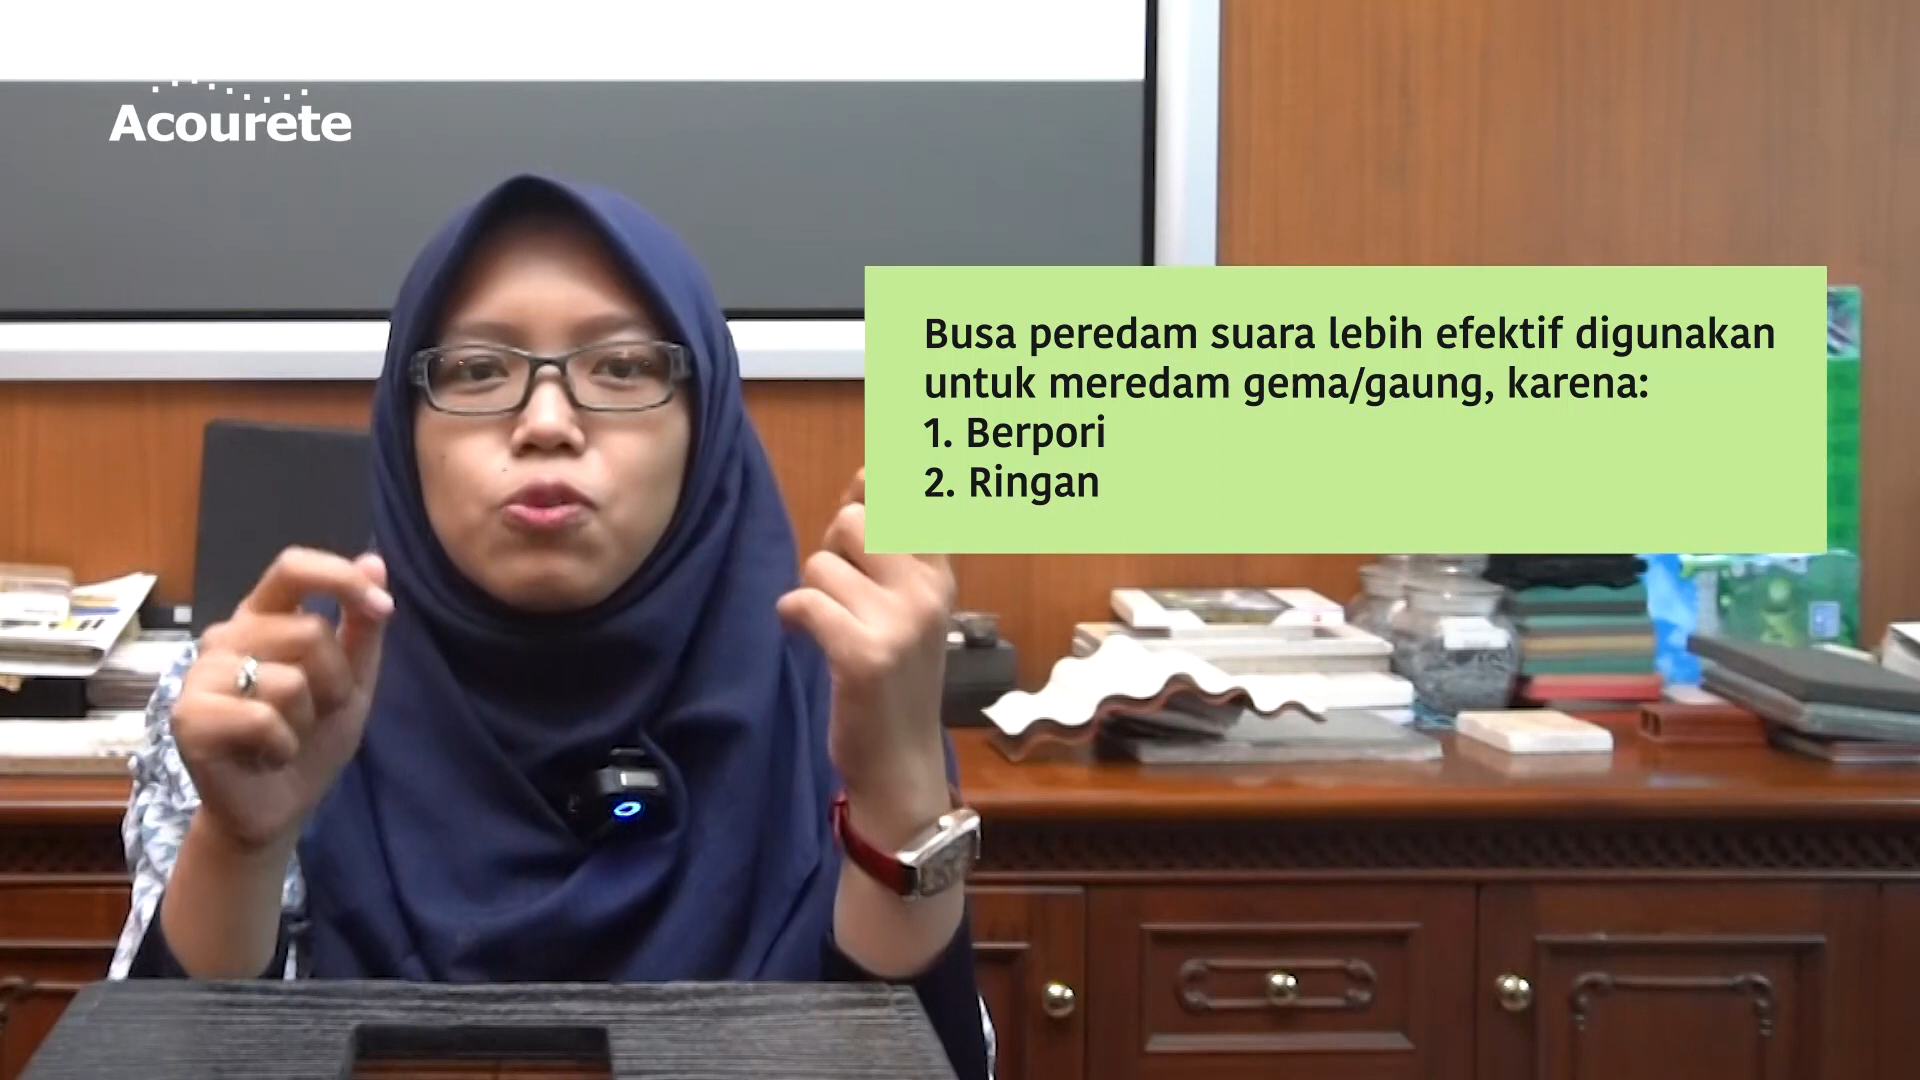 Acourete
Busa peredam suara lebih efektif digunakan
untuk meredam gema/gaung, karena:
1. Berpori
2. Ringan